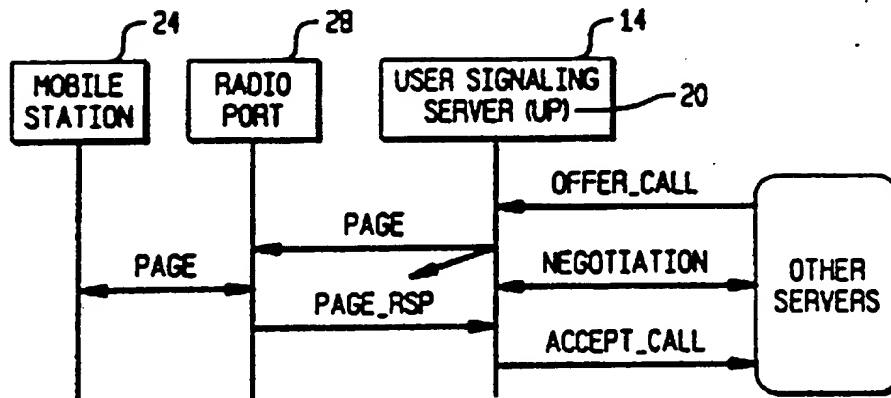 24
28
14
MOBILE
STATION
RADIO
PORT
USER SIGNALING
SERVER (UP)
20
OFFER_CALL
PAGE
PAGE
NEGOTIATION
OTHER
SERVERS
PAGE_RSP
ACCEPT_CALL